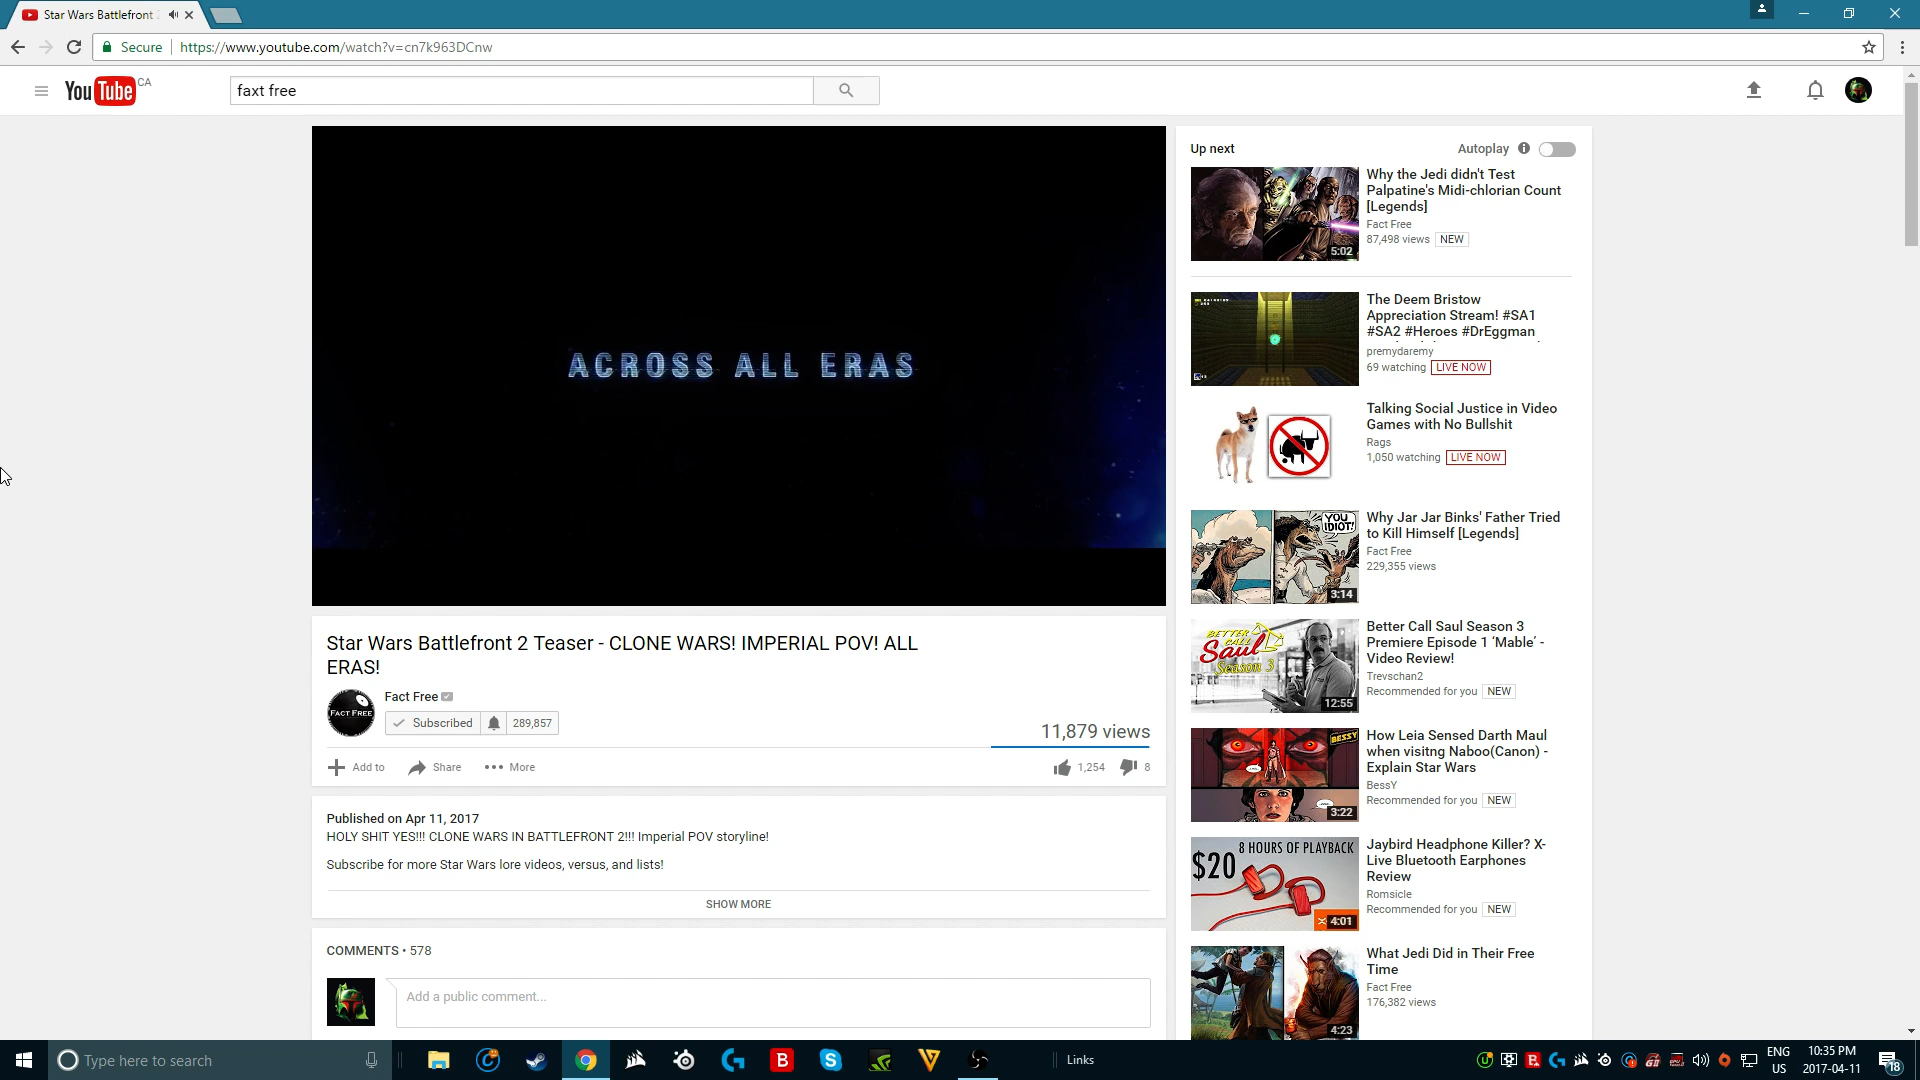 Star Wars Battlefront
Secure
https://www.youtube.com/watch?v=cn7k963DCnw
YouTube CA
faxt free
ACROSS ALL ERAS
Star Wars Battlefront 2 Teaser - CLONE WARS! IMPERIAL POV! ALL
ERAS!
FACT FREE
Fact Free
Subscribed
289,857
11,879 views
Add to
Share
More
1,254
8
Published on Apr 11, 2017
HOLY SHIT YES!!! CLONE WARS IN BATTLEFRONT 2!!! Imperial POV storyline!
Subscribe for more Star Wars lore videos, versus, and lists!
SHOW MORE
COMMENTS • 578
Add a public comment...
Up next
Autoplay
5:02
Why the Jedi didn't Test
Palpatine's Midi-chlorian Count
[Legends]
Fact Free
87,498 views NEW
The Deem Bristow
Appreciation Stream! #SA1
#SA2 #Heroes #DrEggman
premydaremy
69 watching LIVE NOW
Talking Social Justice in Video
Games with No Bullshit
Rags
1,050 watching LIVE NOW
YOU
IDIOT!
3:14
Why Jar Jar Binks' Father Tried
to Kill Himself [Legends]
Fact Free
229,355 views
BETTER
CALL
Saul
Season 3
12:55
Better Call Saul Season 3
Premiere Episode 1 'Mable' -
Video Review!
Trevschan2
Recommended for you NEW
BESSY
3:22
How Leia Sensed Darth Maul
when visitng Naboo(Canon) -
Explain Star Wars
BessY
Recommended for you NEW
8 HOURS OF PLAYBACK
$20
4:01
Jaybird Headphone Killer? X-
Live Bluetooth Earphones
Review
Romsicle
Recommended for you NEW
4:23
What Jedi Did in Their Free
Time
Fact Free
176,382 views
Type here to search
Links
ENG
US
10:35 PM
2017-04-11
18